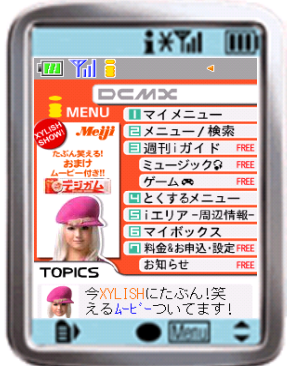 i
DCMX
i MENU
XYLISH SHOW!
Meiji
たぶん笑える!
おまけ
ムービー付き!!
デジガム
1 マイメニュー
2 メニュー/検索
3 週刊iガイド FREE
ミュージック FREE
ゲーム FREE
4 とくするメニュー
5 iエリア -周辺情報-
6 マイボックス
7 料金&お申込・設定 FREE
お知らせ FREE
TOPICS
今XYLISHにたぶん!笑
えるムービーついてます!
Menu